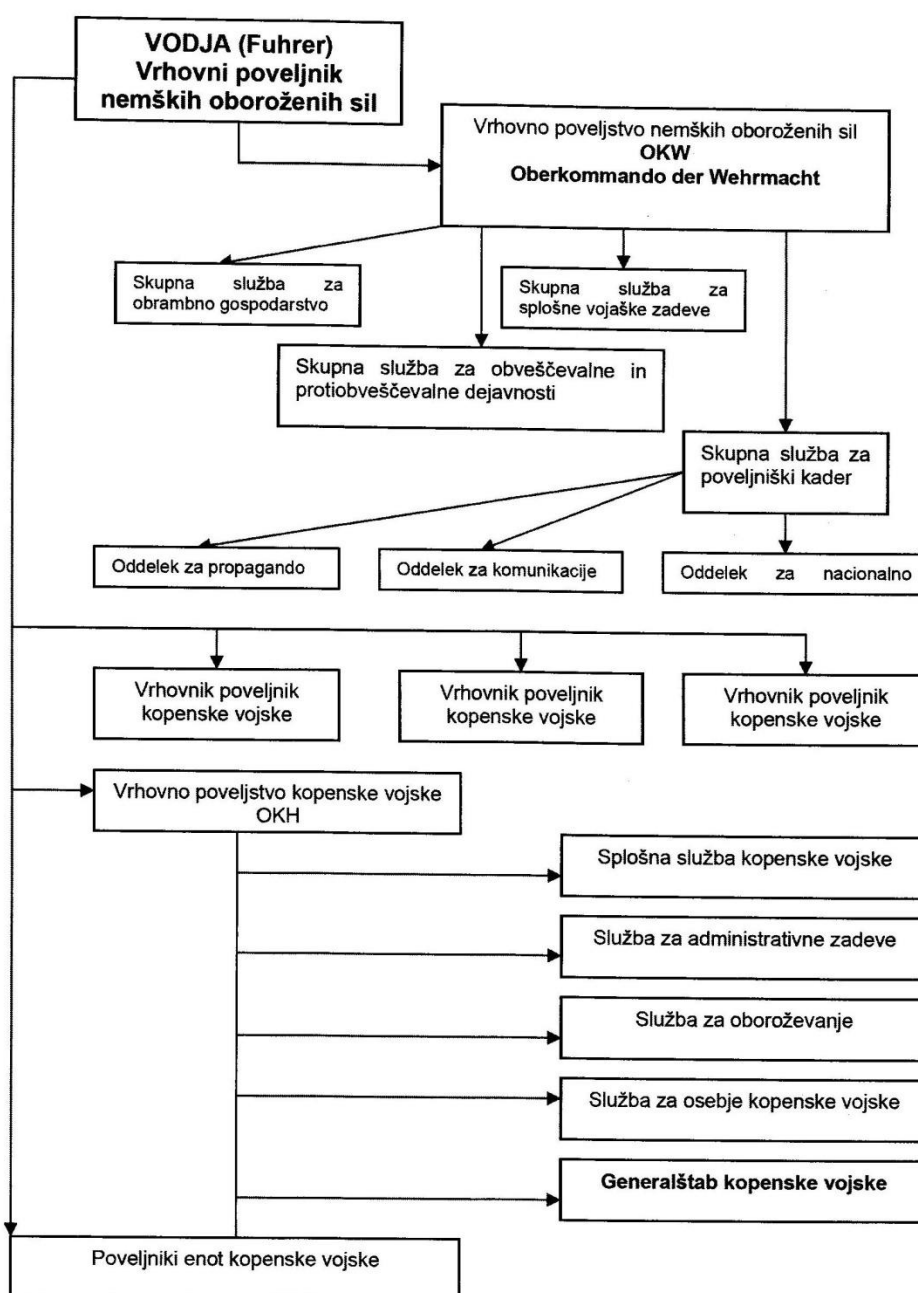 VODJA (Fuhrer)
Vrhovni poveljnik
nemških oboroženih sil
Vrhovno poveljstvo nemških oboroženih sil
OKW
Oberkommando der Wehrmacht
Skupna služba za
obrambno gospodarstvo
Skupna služba za
splošne vojaške zadeve
Skupna služba za obveščevalne in
protiobveščevalne dejavnosti
Skupna služba za
poveljniški kader
Oddelek za propagando
Oddelek za komunikacije
Oddelek za nacionalno
Vrhovnik poveljnik
kopenske vojske
Vrhovnik poveljnik
kopenske vojske
Vrhovnik poveljnik
kopenske vojske
Vrhovno poveljstvo kopenske vojske
OKH
Splošna služba kopenske vojske
Služba za administrativne zadeve
Služba za oboroževanje
Služba za osebje kopenske vojske
Generalštab kopenske vojske
Poveljniki enot kopenske vojske